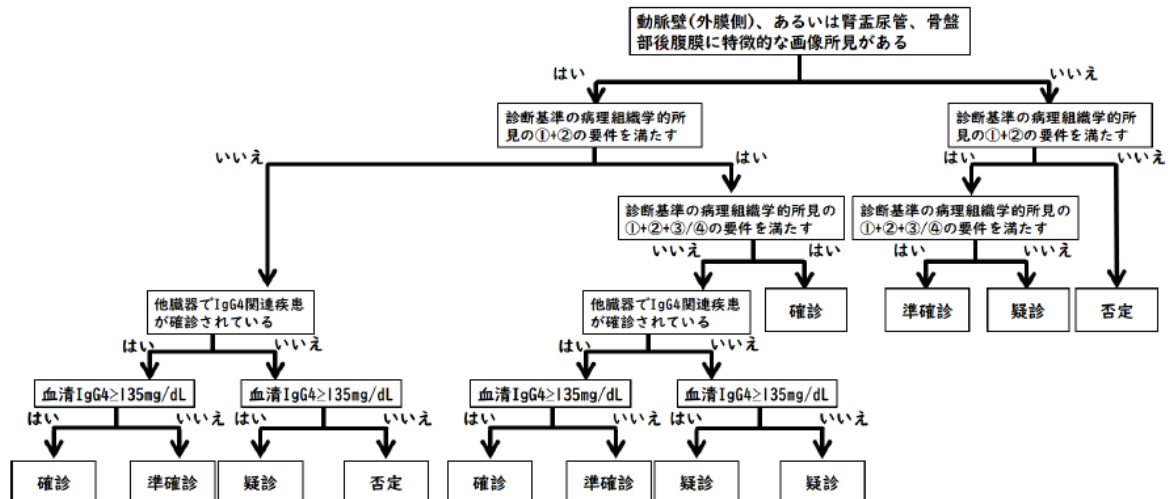 動脈壁(外膜側)、あるいは腎盂尿管、骨盤
部後腹膜に特徴的な画像所見がある
はい
いいえ
診断基準の病理組織学的所
見の①+②の要件を満たす
診断基準の病理組織学的所
見の①+②の要件を満たす
いいえ
はい
はい
いいえ
診断基準の病理組織学的所見の
①+②+③/④の要件を満たす
診断基準の病理組織学的所見の
①+②+③/④の要件を満たす
いいえ
はい
はい
いいえ
他臓器でIgG4関連疾患
が確診されている
他臓器でIgG4関連疾患
が確診されている
確診
準確診
疑診
否定
はい
いいえ
はい
いいえ
血清IgG4≥135mg/dL
血清IgG4≥135mg/dL
血清IgG4≥135mg/dL
血清IgG4≥135mg/dL
はい
いいえ
はい
いいえ
はい
いいえ
はい
いいえ
確診
準確診
疑診
否定
確診
準確診
疑診
疑診